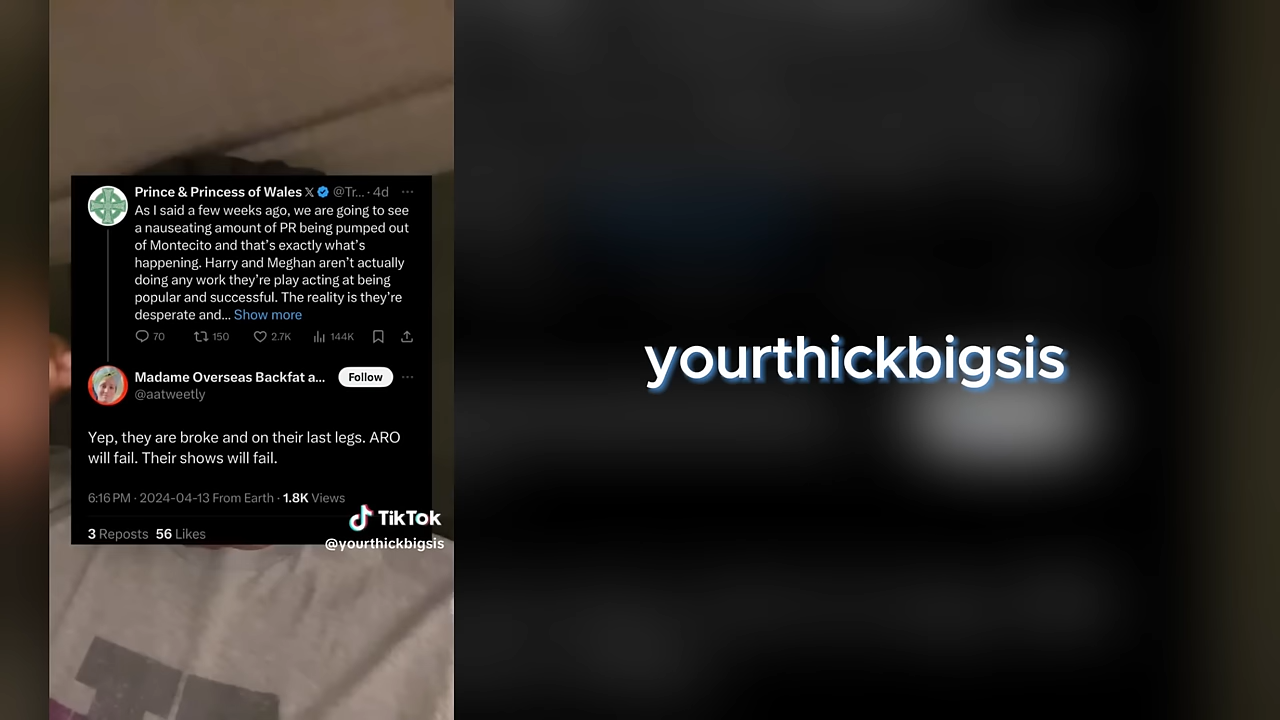 Prince & Princess of Wales X @Tr... · 4d ···
As I said a few weeks ago, we are going to see
a nauseating amount of PR being pumped out
of Montecito and that's exactly what's
happening. Harry and Meghan aren't actually
doing any work they're play acting at being
popular and successful. The reality is they're
desperate and... Show more
70 150 2.7K 144K
Madame Overseas Backfat a... Follow ···
@aatweetly
Yep, they are broke and on their last legs. ARO
will fail. Their shows will fail.
6:16 PM · 2024-04-13 From Earth · 1.8K Views
3 Reposts 56 Likes
TikTok
@yourthickbigsis
yourthickbigsis